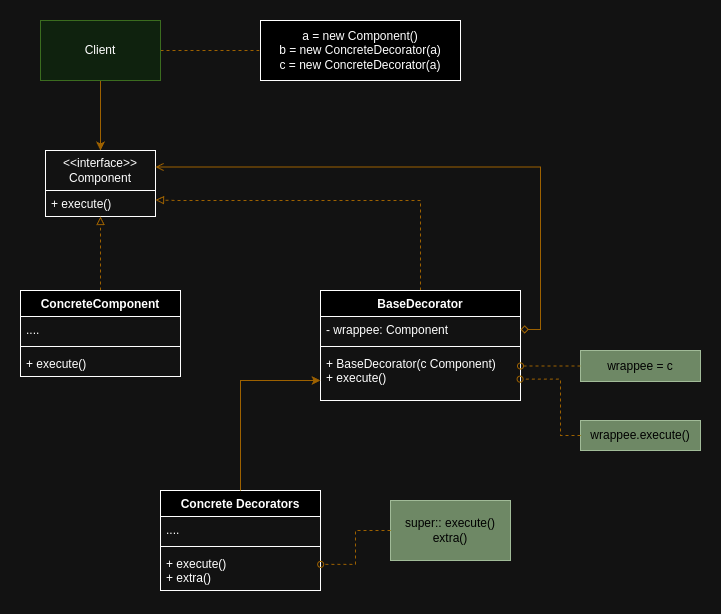 Client
a = new Component()
b = new ConcreteDecorator(a)
c = new ConcreteDecorator(a)
<<interface>>
Component
+ execute()
ConcreteComponent
....
+ execute()
BaseDecorator
- wrappee: Component
+ BaseDecorator(c Component)
+ execute()
wrappee = c
wrappee.execute()
Concrete Decorators
....
+ execute()
+ extra()
super:: execute()
extra()